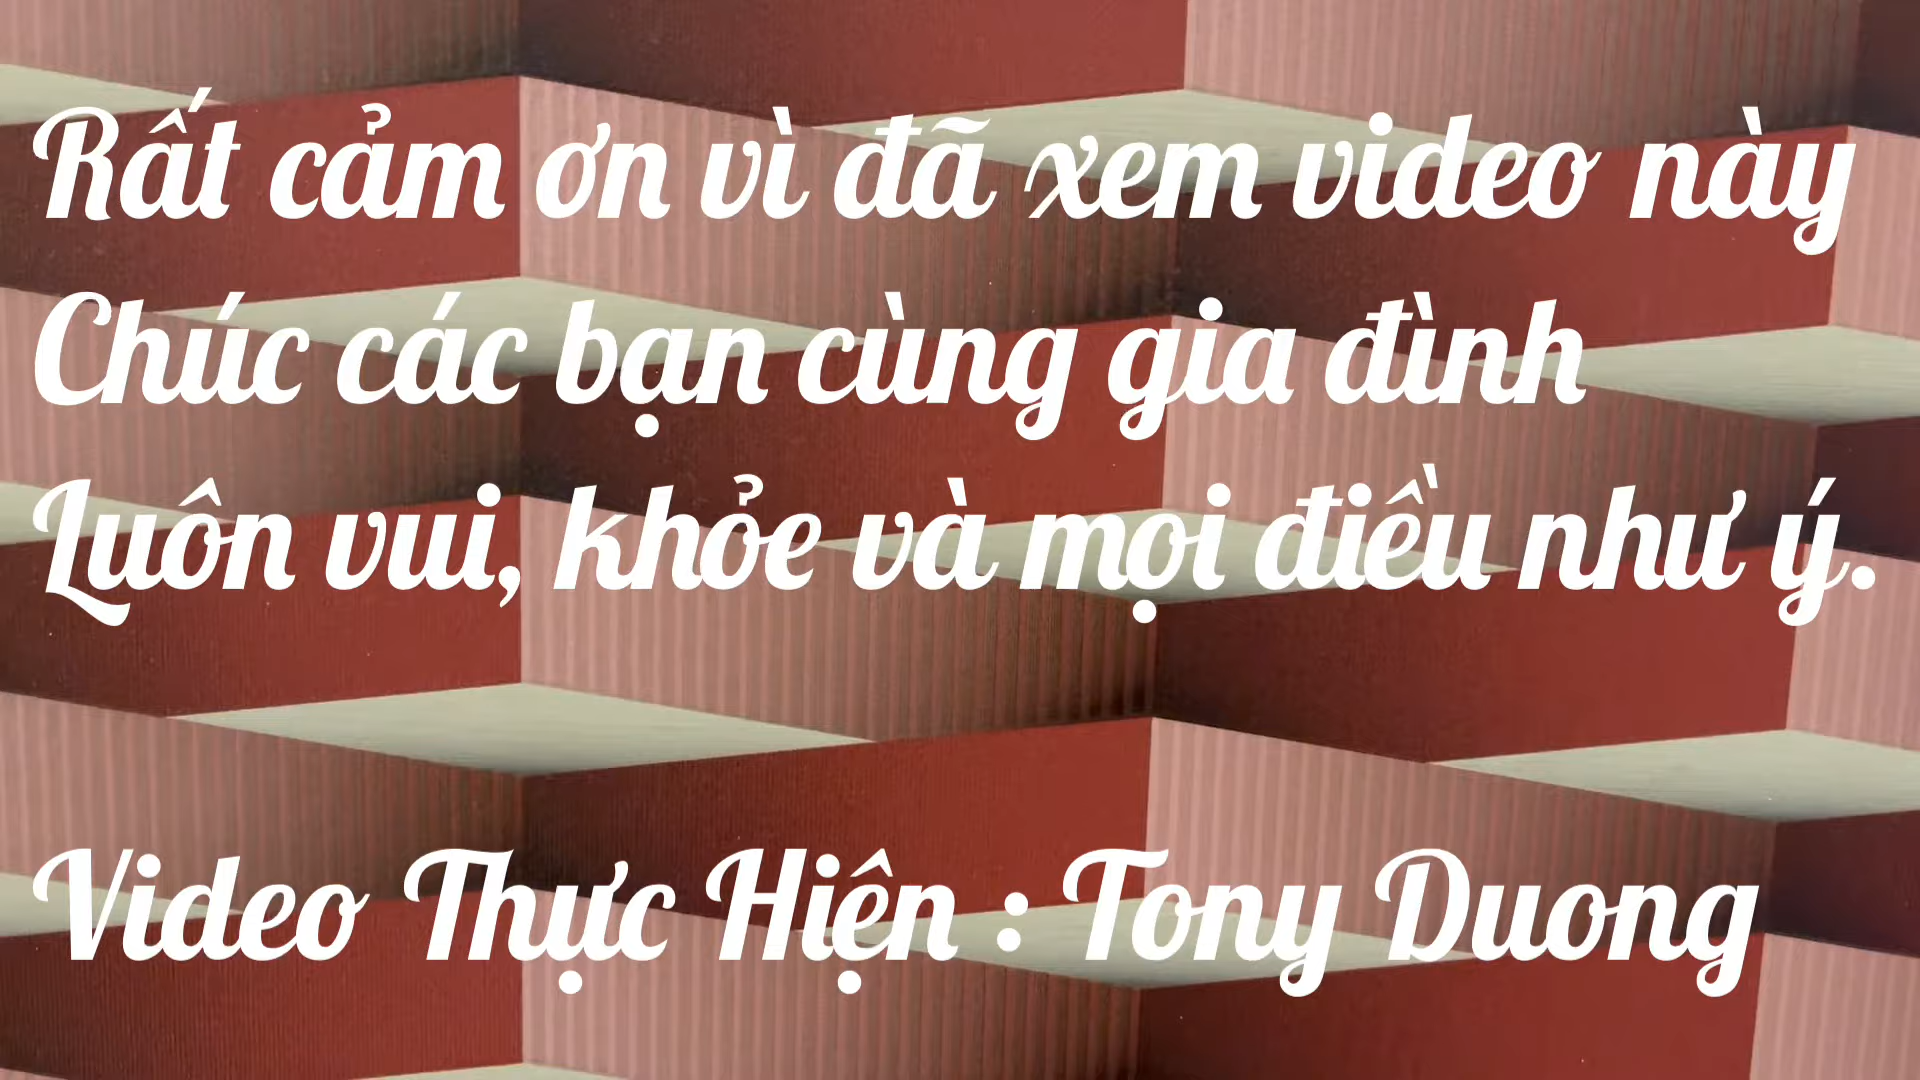 Rất cảm ơn vì đã xem video này
Chúc các bạn cùng gia đình
Luôn vui, khỏe và mọi điều như ý.
Video Thực Hiện : Tony Duong